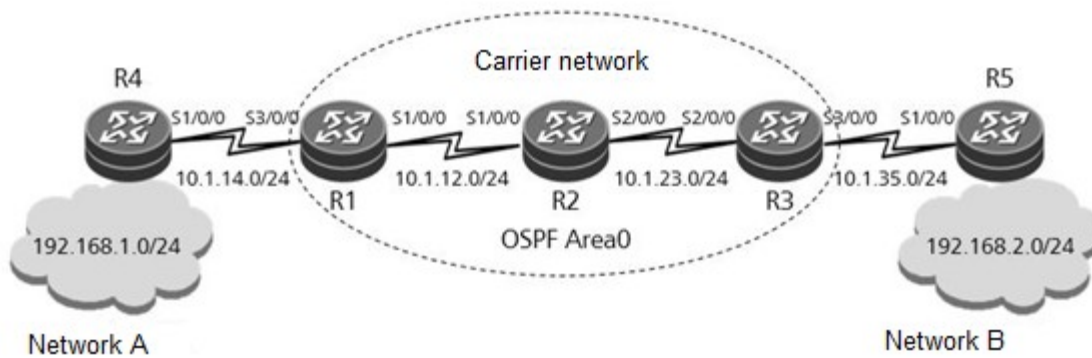 Carrier network
R4
R5
S1/0/0
S3/0/0
S1/0/0
S1/0/0
S2/0/0
S2/0/0
S3/0/0
S1/0/0
10.1.14.0/24
10.1.12.0/24
10.1.23.0/24
10.1.35.0/24
R1
R2
R3
192.168.1.0/24
OSPF Area0
192.168.2.0/24
Network A
Network B